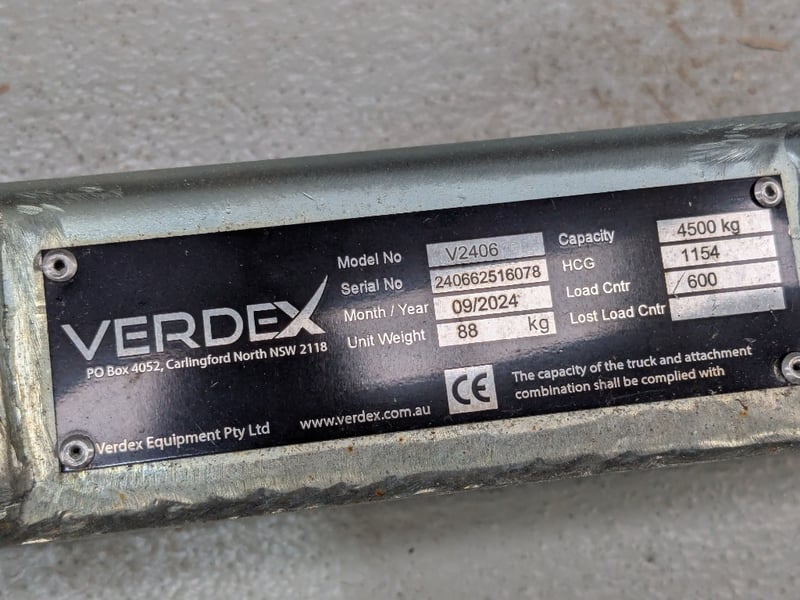 VERDEX
PO Box 4052, Carlingford North NSW 2118
Verdex Equipment Pty Ltd
www.verdex.com.au
Model No V2406
Serial No 240662516078
Month / Year 09/2024
Unit Weight 88 kg
Capacity 4500 kg
HCG 1154
Load Cntr 600
Lost Load Cntr
CE
The capacity of the truck and attachment
combination shall be complied with